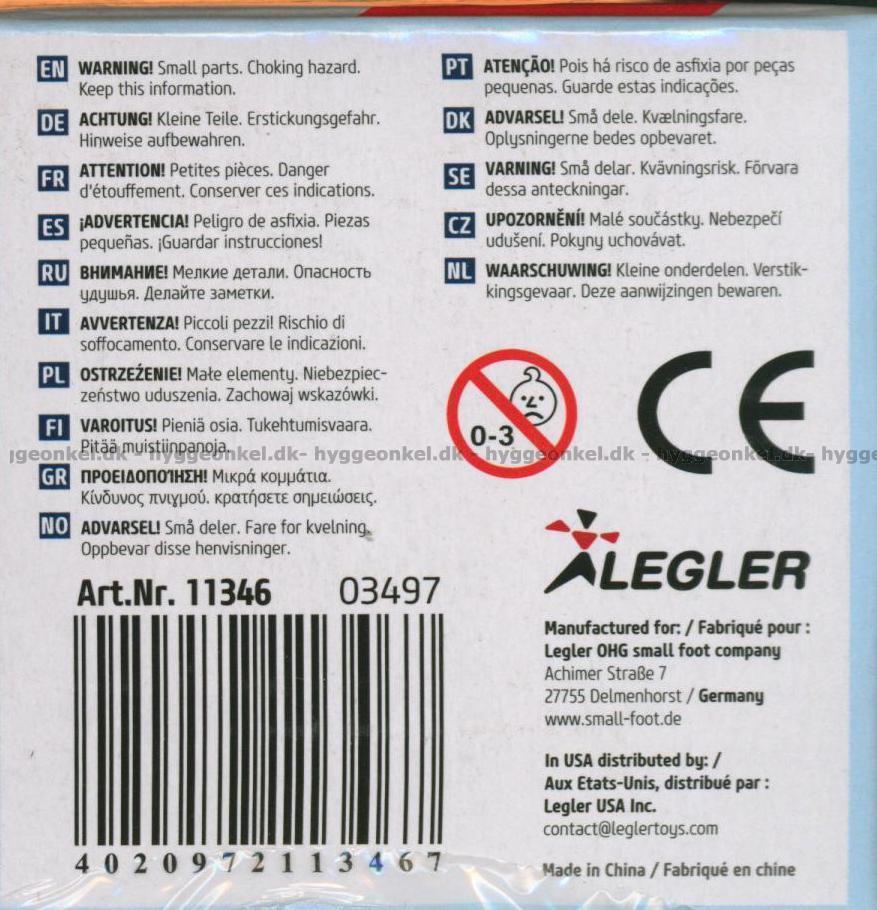 EN WARNING! Small parts. Choking hazard.
Keep this information.
DE ACHTUNG! Kleine Teile. Erstickungsgefahr.
Hinweise aufbewahren.
FR ATTENTION! Petites pièces. Danger
d'étouffement. Conserver ces indications.
ES ¡ADVERTENCIA! Peligro de asfixia. Piezas
pequeñas. ¡Guardar instrucciones!
RU ВНИМАНИЕ! Мелкие детали. Опасность
удушья. Делайте заметки.
IT AVVERTENZA! Piccoli pezzi! Rischio di
soffocamento. Conservare le indicazioni.
PL OSTRZEŻENIE! Małe elementy. Niebezpiec-
zeństwo uduszenia. Zachowaj wskazówki.
FI VAROITUS! Pieniä osia. Tukehtumisvaara.
Pitää muistiinpanoja.
GR ΠΡΟΕΙΔΟΠΟΊΗΣΗ! Μικρά κομμάτια.
Κίνδυνος πνιγμού. κρατήσετε σημειώσεις.
NO ADVARSEL! Små deler. Fare for kvelning.
Oppbevar disse henvisninger.
PT ATENÇÃO! Pois há risco de asfixia por peças
pequenas. Guarde estas indicações.
DK ADVARSEL! Små dele. Kvælningsfare.
Oplysningerne bedes opbevaret.
SE VARNING! Små delar. Kvävningsrisk. Förvara
dessa anteckningar.
CZ UPOZORNĚNÍ! Malé součástky. Nebezpečí
udušení. Pokyny uchovávat.
NL WAARSCHUWING! Kleine onderdelen. Verstik-
kingsgevaar. Deze aanwijzingen bewaren.
0-3
CE
ıgeonkel.dk - hyggeonkel.dk- hyggeonkel.dk - hyggeonkel.dk - hyggeonkel.dk- hygge
LEGLER
Art.Nr. 11346 03497
4020972113467
Manufactured for: / Fabriqué pour :
Legler OHG small foot company
Achimer Straße 7
27755 Delmenhorst / Germany
www.small-foot.de
In USA distributed by: /
Aux Etats-Unis, distribué par :
Legler USA Inc.
contact@leglertoys.com
Made in China / Fabriqué en chine